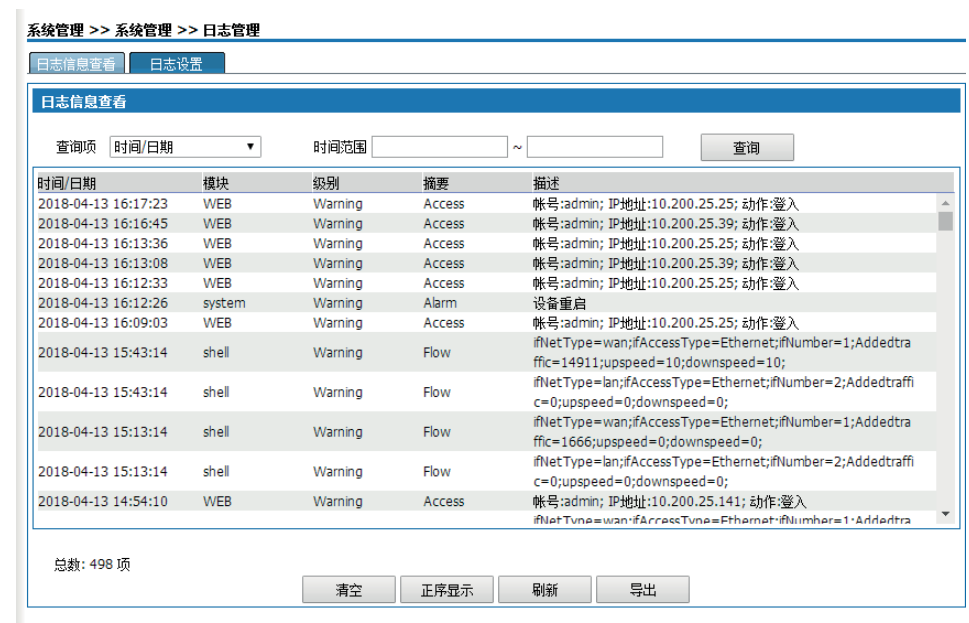 系统管理 >> 系统管理 >> 日志管理
日志信息查看 日志设置
日志信息查看
查询项 时间/日期 时间范围 ~ 查询
时间/日期 模块 级别 摘要 描述
2018-04-13 16:17:23 WEB Warning Access 帐号:admin; IP地址:10.200.25.25; 动作:登入
2018-04-13 16:16:45 WEB Warning Access 帐号:admin; IP地址:10.200.25.39; 动作:登入
2018-04-13 16:13:36 WEB Warning Access 帐号:admin; IP地址:10.200.25.25; 动作:登入
2018-04-13 16:13:08 WEB Warning Access 帐号:admin; IP地址:10.200.25.39; 动作:登入
2018-04-13 16:12:33 WEB Warning Access 帐号:admin; IP地址:10.200.25.25; 动作:登入
2018-04-13 16:12:26 system Warning Alarm 设备重启
2018-04-13 16:09:03 WEB Warning Access 帐号:admin; IP地址:10.200.25.25; 动作:登入
2018-04-13 15:43:14 shell Warning Flow ifNetType=wan;ifAccessType=Ethernet;ifNumber=1;Addedtra
ffic=14911;upspeed=10;downspeed=10;
2018-04-13 15:43:14 shell Warning Flow ifNetType=lan;ifAccessType=Ethernet;ifNumber=2;Addedtraffi
c=0;upspeed=0;downspeed=0;
2018-04-13 15:13:14 shell Warning Flow ifNetType=wan;ifAccessType=Ethernet;ifNumber=1;Addedtra
ffic=1666;upspeed=0;downspeed=0;
2018-04-13 15:13:14 shell Warning Flow ifNetType=lan;ifAccessType=Ethernet;ifNumber=2;Addedtraffi
c=0;upspeed=0;downspeed=0;
2018-04-13 14:54:10 WEB Warning Access 帐号:admin; IP地址:10.200.25.141; 动作:登入
ifNetType=wan;ifAccessType=Ethernet;ifNumber=1;Addedtra
总数: 498 项
清空 正序显示 刷新 导出